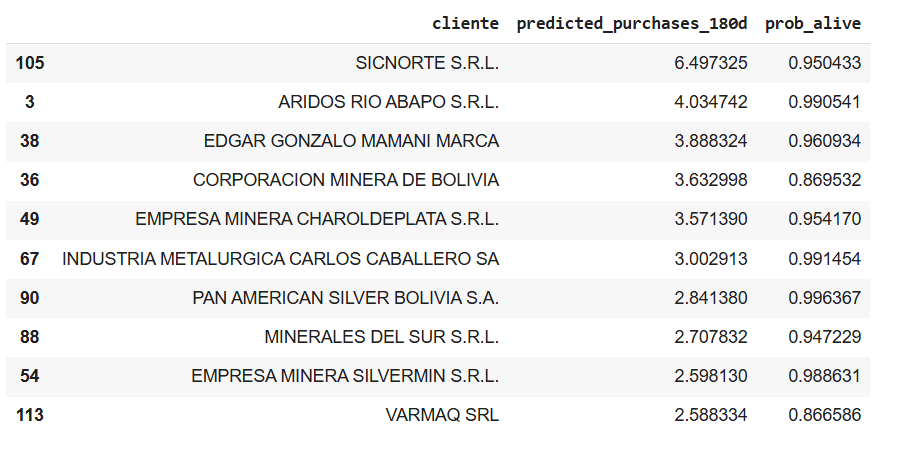 cliente predicted_purchases_180d prob_alive
105 SICNORTE S.R.L. 6.497325 0.950433
3 ARIDOS RIO ABAPO S.R.L. 4.034742 0.990541
38 EDGAR GONZALO MAMANI MARCA 3.888324 0.960934
36 CORPORACION MINERA DE BOLIVIA 3.632998 0.869532
49 EMPRESA MINERA CHAROLDEPLATA S.R.L. 3.571390 0.954170
67 INDUSTRIA METALURGICA CARLOS CABALLERO SA 3.002913 0.991454
90 PAN AMERICAN SILVER BOLIVIA S.A. 2.841380 0.996367
88 MINERALES DEL SUR S.R.L. 2.707832 0.947229
54 EMPRESA MINERA SILVERMIN S.R.L. 2.598130 0.988631
113 VARMAQ SRL 2.588334 0.866586